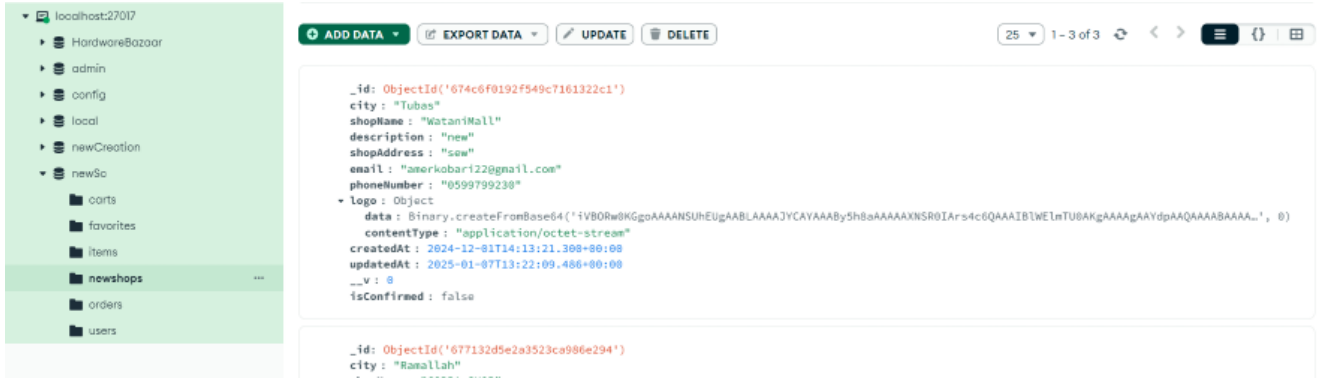 localhost:27017
HardwareBazaar
admin
config
local
newCreation
newSc
carts
favorites
items
newshops
orders
users
ADD DATA EXPORT DATA UPDATE DELETE 25 1 – 3 of 3
_id: ObjectId('674c6f0192f549c7161322c1')
city : "Tubas"
shopName : "WataniMall"
description : "new"
shopAddress : "sew"
email : "amerkobari22@gmail.com"
phoneNumber : "0599799230"
logo : Object
data : Binary.createFromBase64('iVBORw0KGgoAAAANSUhEUgAABLAAAAJYCAYAAABy5h8aAAAAAXNSR0IArs4c6QAAAIBlWElmTU0AKgAAAAgAAYdpAAQAAAABAAAA…', 0)
contentType : "application/octet-stream"
createdAt : 2024-12-01T14:13:21.300+00:00
updatedAt : 2025-01-07T13:22:09.486+00:00
__v : 0
isConfirmed : false
_id: ObjectId('677132d5e2a3523ca986e294')
city : "Ramallah"